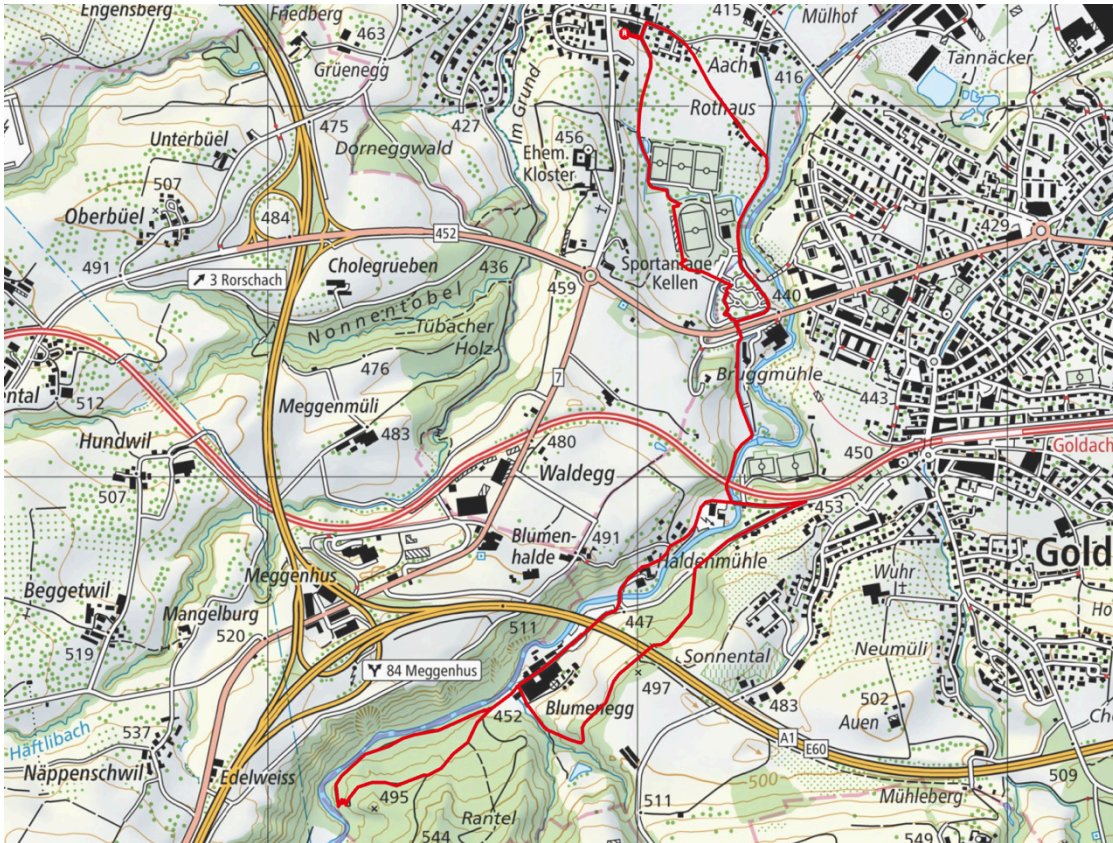 Engensberg
Friedberg
463
Gruenegg
415
Mülhof
Aach
416
Tannäcker
Rothaus
475
427
Im Grund
456
Ehem.
Kloster
Dorneggwald
Unterbüel
507
Oberbüel
484
452
429
491
3 Rorschach
Cholegrueben
436
459
Sportanlage
Kellen
440
Nonnentobel
Tübacher
Holz
476
7
Bruggmühle
443
ntal
512
Meggenmüli
483
480
450
Goldach
Hundwil
507
Waldegg
453
Blumen-
halde
491
Haldenmühle
Gold
Meggenhus
Wuhr
Beggetwil
Mangelburg
520
511
447
Ho
519
84 Meggenhus
Sonnental
Neumüli
497
502
483
Auen
452
Blumenegg
Ch
Häftlibach
537
A1
E60
Näppenschwil
Edelweiss
500
509
495
Mühleberg
511
Rantel
544
549